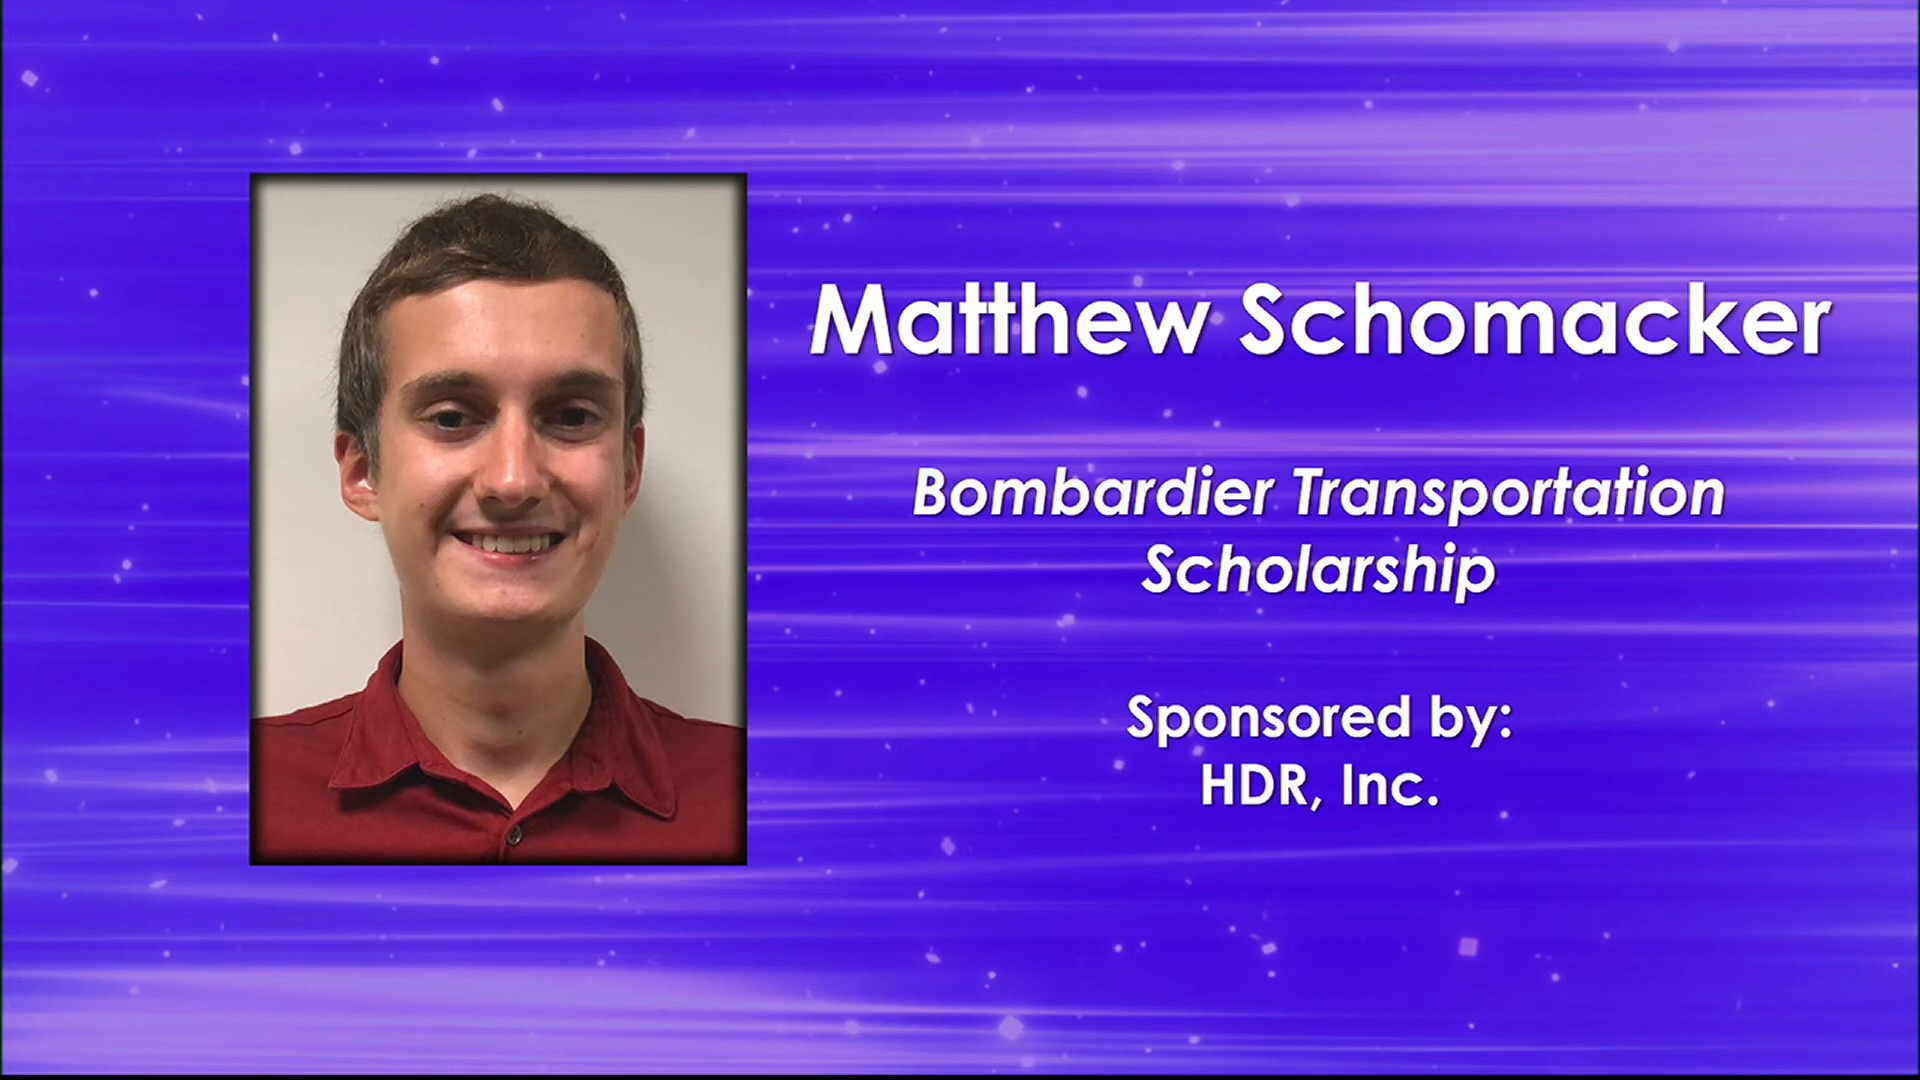 Matthew Schomacker
Bombardier Transportation
Scholarship
Sponsored by:
HDR, Inc.